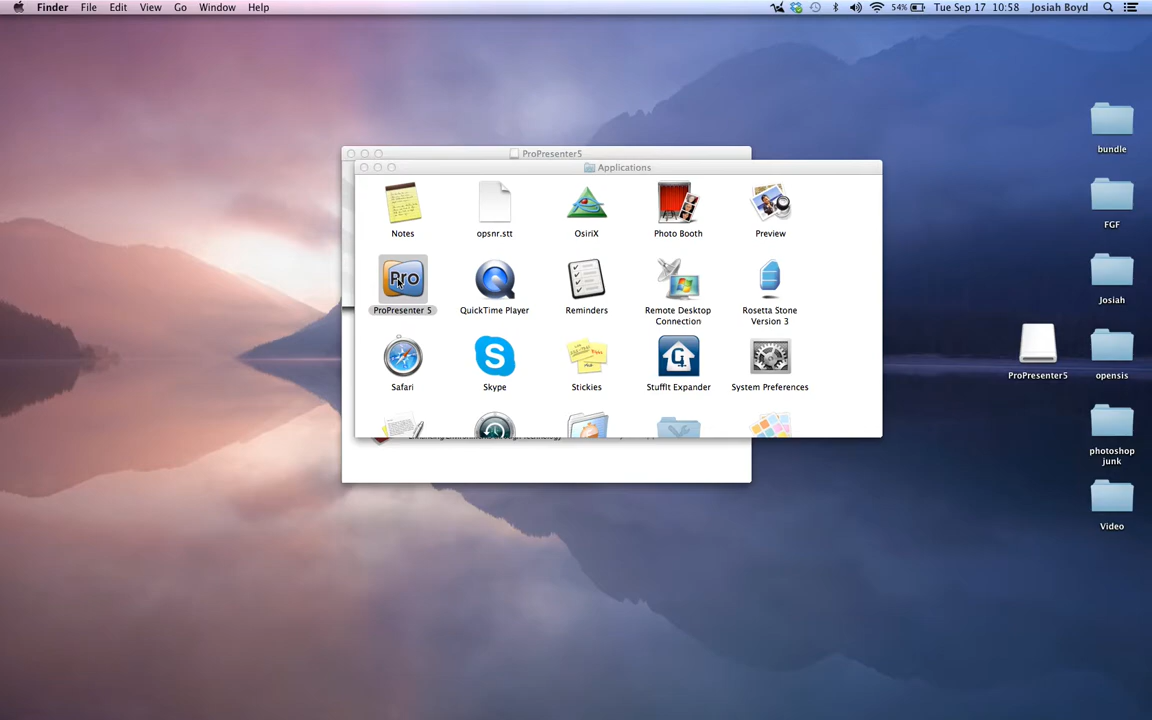 Finder File Edit View Go Window Help 54% Tue Sep 17 10:58 Josiah Boyd
ProPresenter5
Applications
Notes opsnr.stt OsiriX Photo Booth Preview
Pro
ProPresenter 5 QuickTime Player Reminders Remote Desktop Connection Rosetta Stone Version 3
Safari Skype Stickies StuffIt Expander System Preferences
bundle
FGF
Josiah
ProPresenter5 opensis
photoshop
junk
Video